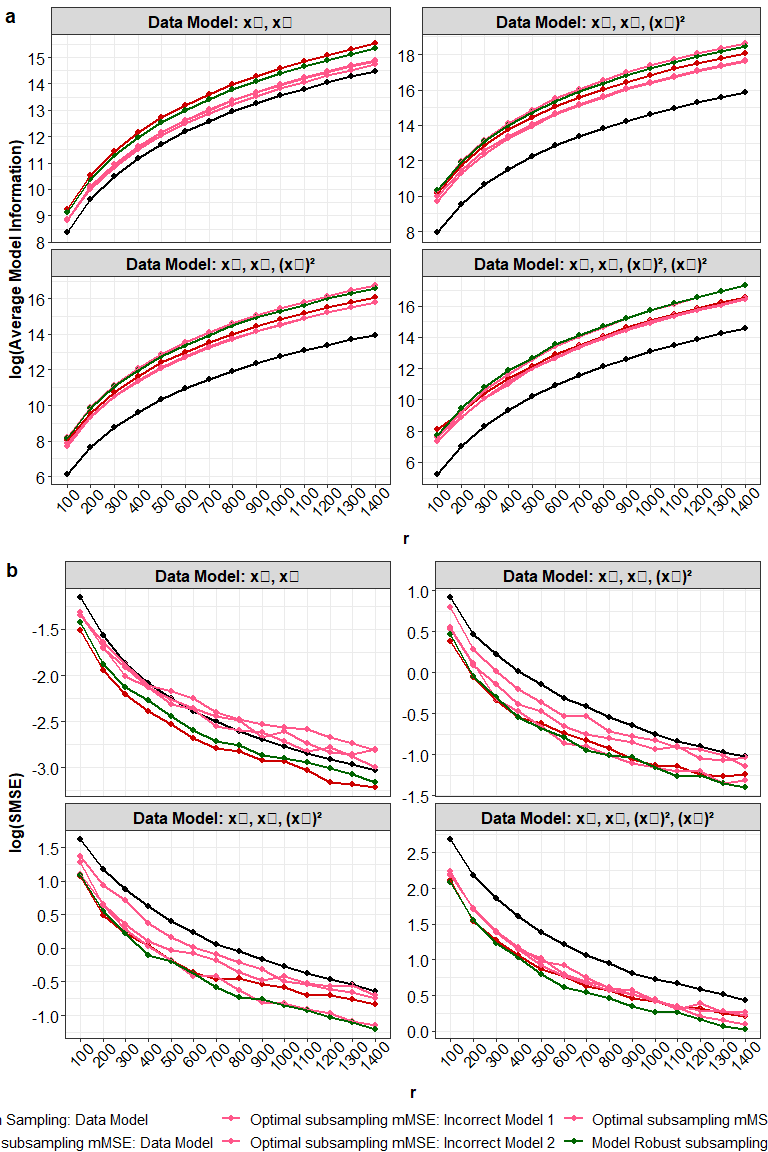 a
Data Model: x▯, x▯
Data Model: x▯, x▯, (x▯)²
log(Average Model Information)
15
14
13
12
11
10
9
8
18
16
14
12
10
8
Data Model: x▯, x▯, (x▯)²
Data Model: x▯, x▯, (x▯)², (x▯)²
16
14
12
10
8
6
16
14
12
10
8
6
100 200 300 400 500 600 700 800 900 1000 1100 1200 1300 1400
100 200 300 400 500 600 700 800 900 1000 1100 1200 1300 1400
r
b
Data Model: x▯, x▯
Data Model: x▯, x▯, (x▯)²
log(SMSE)
-1.5
-2.0
-2.5
-3.0
1.0
0.5
0.0
-0.5
-1.0
-1.5
Data Model: x▯, x▯, (x▯)²
Data Model: x▯, x▯, (x▯)², (x▯)²
1.5
1.0
0.5
0.0
-0.5
-1.0
2.5
2.0
1.5
1.0
0.5
0.0
100 200 300 400 500 600 700 800 900 1000 1100 1200 1300 1400
100 200 300 400 500 600 700 800 900 1000 1100 1200 1300 1400
r
Sampling: Data Model Optimal subsampling mMSE: Incorrect Model 1 Optimal subsampling mMS
subsampling mMSE: Data Model Optimal subsampling mMSE: Incorrect Model 2 Model Robust subsampling